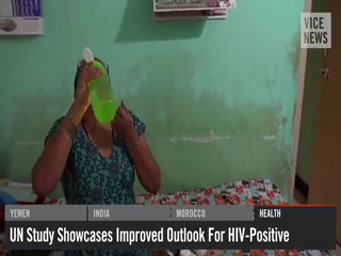 VICE
NEWS
YEMEN INDIA MOROCCO HEALTH
UN Study Showcases Improved Outlook For HIV-Positive